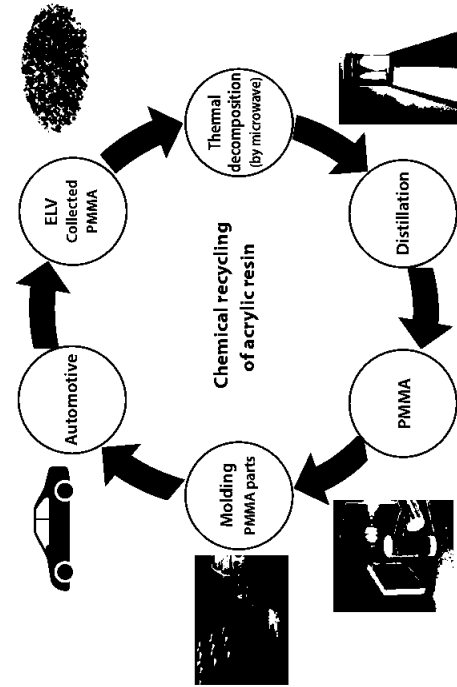 Chemical recycling
of acrylic resin
Automotive
ELV
Collected
PMMA
Thermal
decomposition
(by microwave)
Distillation
PMMA
Molding
PMMA parts